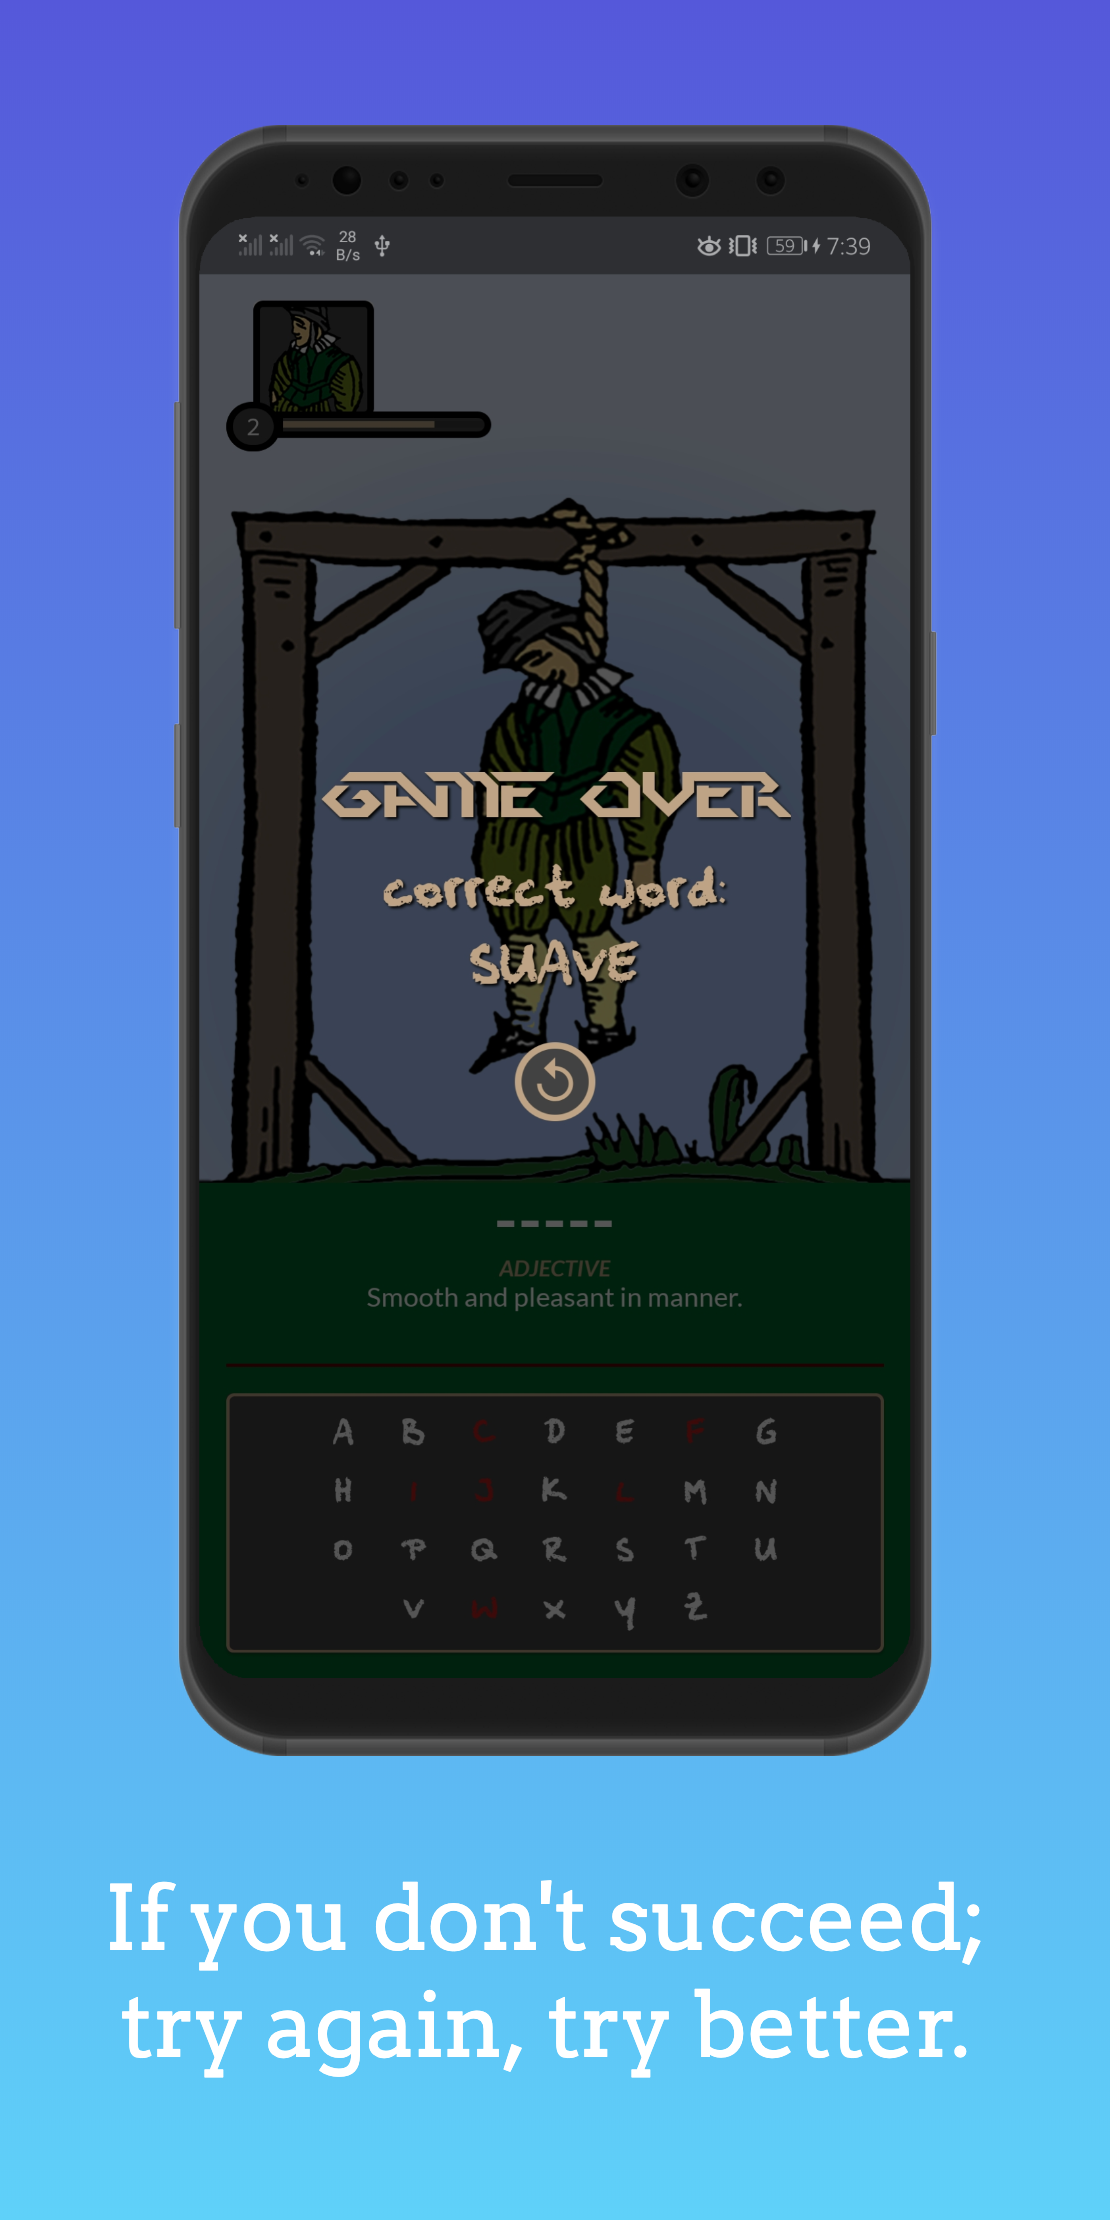 28
B/s
59
7:39
2
GAME OVER
correct word:
SUAVE
-----
ADJECTIVE
Smooth and pleasant in manner.
A B C D E F G
H I J K L M N
O P Q R S T U
V W X Y Z
If you don't succeed;
try again, try better.